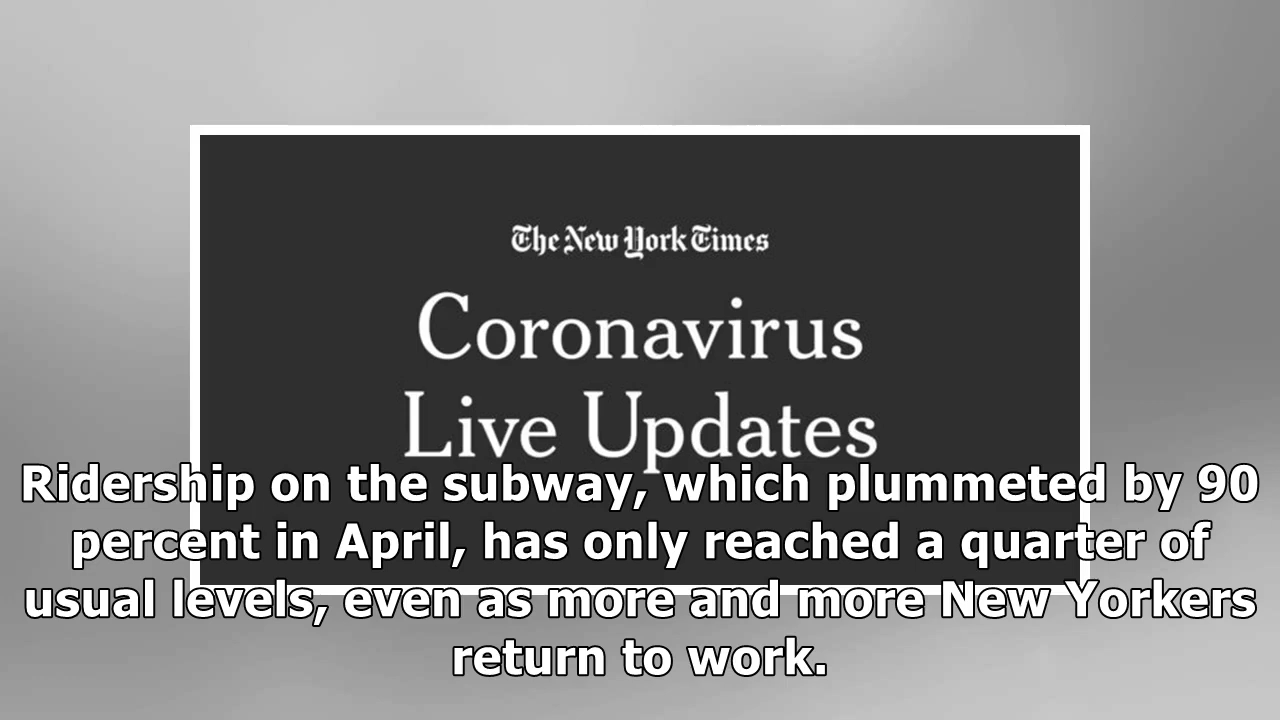 The New York Times
Coronavirus
Live Updates
Ridership on the subway, which plummeted by 90
percent in April, has only reached a quarter of
usual levels, even as more and more New Yorkers
return to work.